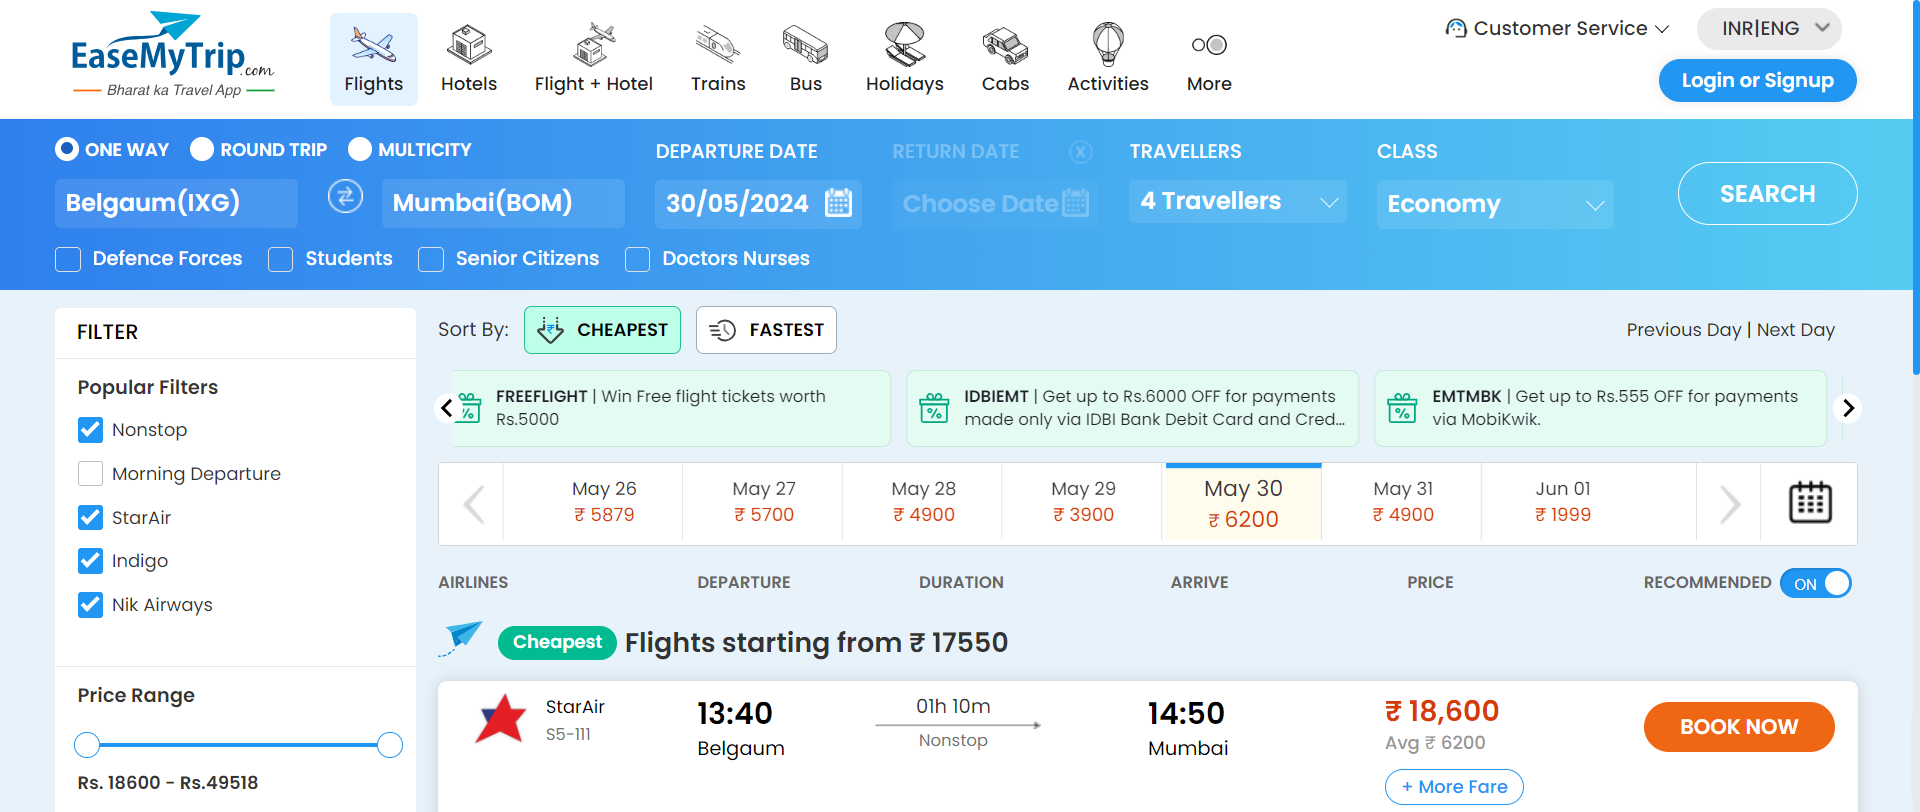 EaseMyTrip.com
Bharat ka Travel App
Flights
Hotels
Flight + Hotel
Trains
Bus
Holidays
Cabs
Activities
More
Customer Service
INR|ENG
Login or Signup
ONE WAY
ROUND TRIP
MULTICITY
DEPARTURE DATE
RETURN DATE
TRAVELLERS
CLASS
Belgaum(IXG)
Mumbai(BOM)
30/05/2024
Choose Date
4 Travellers
Economy
SEARCH
Defence Forces
Students
Senior Citizens
Doctors Nurses
FILTER
Popular Filters
Nonstop
Morning Departure
StarAir
Indigo
Nik Airways
Price Range
Rs. 18600 - Rs.49518
Sort By:
CHEAPEST
FASTEST
Previous Day | Next Day
FREEFLIGHT | Win Free flight tickets worth
Rs.5000
IDBIEMT | Get up to Rs.6000 OFF for payments
made only via IDBI Bank Debit Card and Cred...
EMTMBK | Get up to Rs.555 OFF for payments
via MobiKwik.
May 26
₹ 5879
May 27
₹ 5700
May 28
₹ 4900
May 29
₹ 3900
May 30
₹ 6200
May 31
₹ 4900
Jun 01
₹ 1999
AIRLINES
DEPARTURE
DURATION
ARRIVE
PRICE
RECOMMENDED
ON
Cheapest
Flights starting from ₹ 17550
StarAir
S5-111
13:40
Belgaum
01h 10m
Nonstop
14:50
Mumbai
₹ 18,600
Avg ₹ 6200
+ More Fare
BOOK NOW